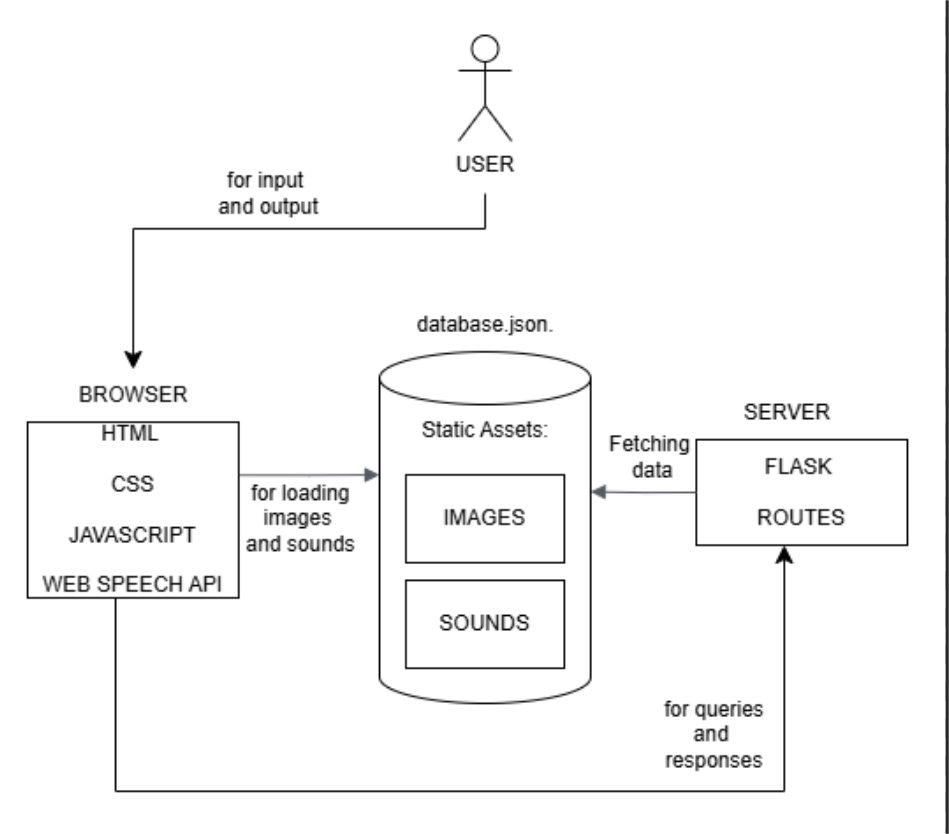 USER
for input
and output
database.json.
BROWSER
HTML
CSS
JAVASCRIPT
WEB SPEECH API
for loading
images
and sounds
Static Assets:
IMAGES
SOUNDS
Fetching
data
SERVER
FLASK
ROUTES
for queries
and
responses